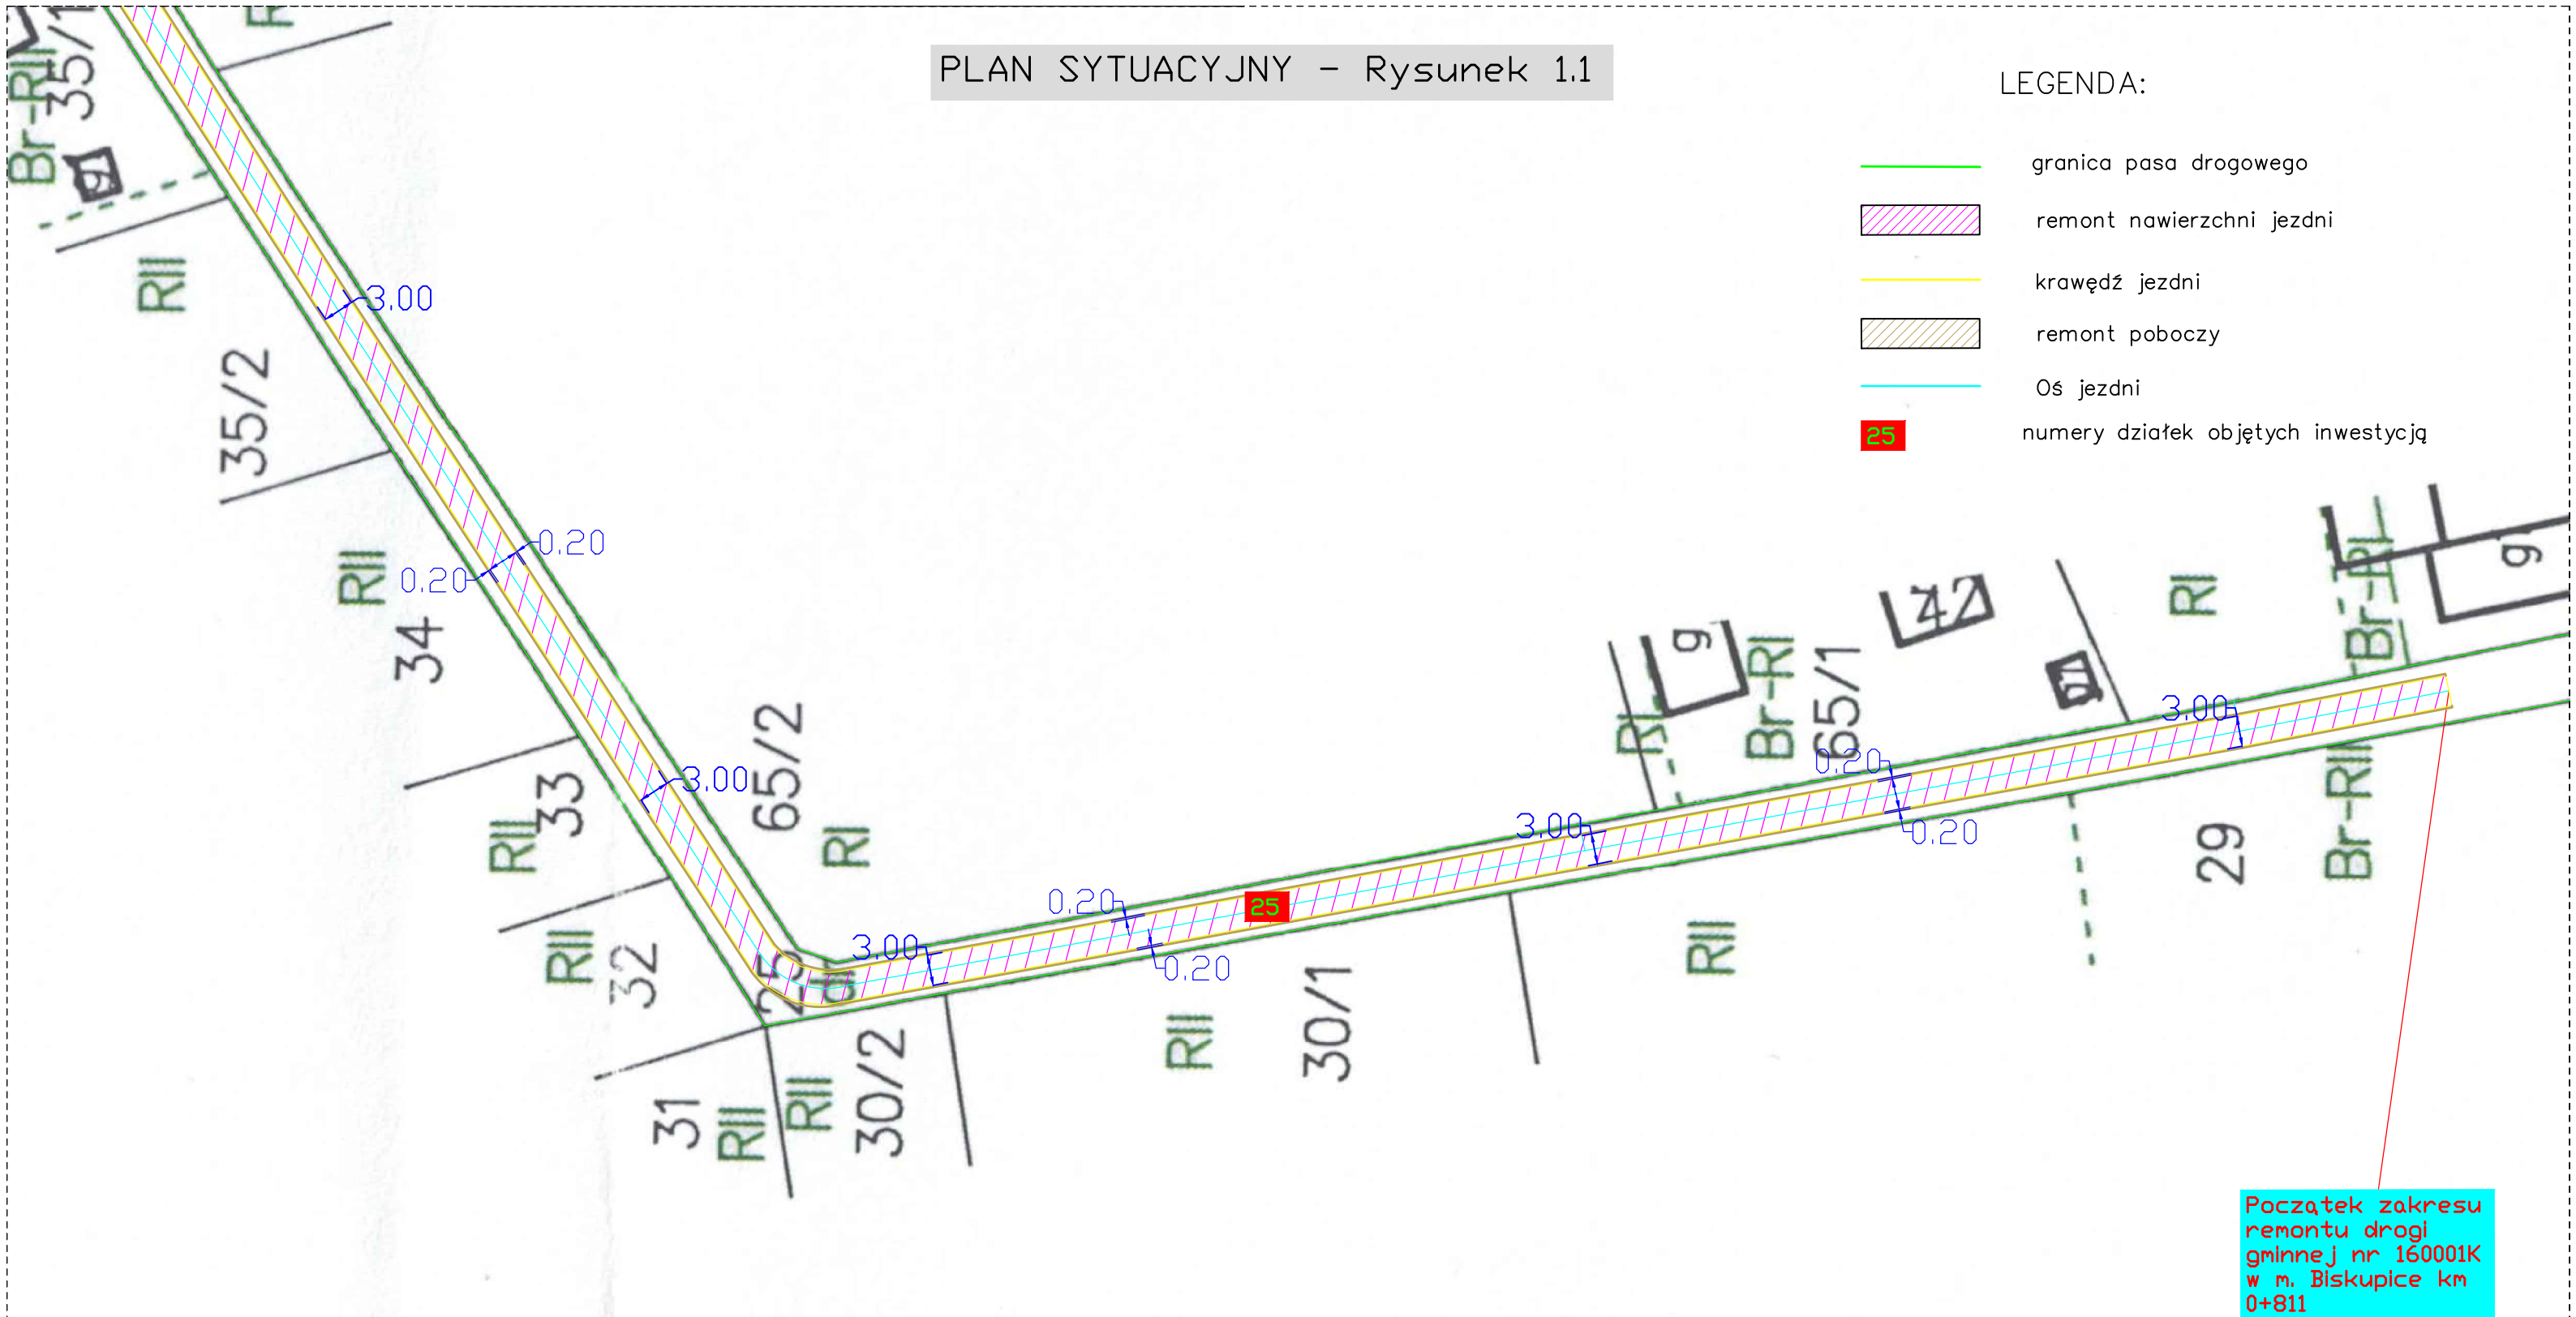 PLAN SYTUACYJNY - Rysunek 1.1
LEGENDA:
granica pasa drogowego
remont nawierzchni jezdni
krawędź jezdni
remont poboczy
Oś jezdni
25 numery działek objętych inwestycją
Br-RII
35/1
g
RII
35/2
3.00
0.20
0.20
RII
34
3.00
65/2
RI
33
RII
RII
32
25
dr
3.00
31
RII
RII
30/2
0.20
0.20
25
RII
30/1
3.00
RI
g
Br-RI
65/1
42
g
0.20
0.20
RII
3.00
RI
Br-RI
g
29
Br-RII
Początek zakresu
remontu drogi
gminnej nr 160001K
w m. Biskupice km
0+811